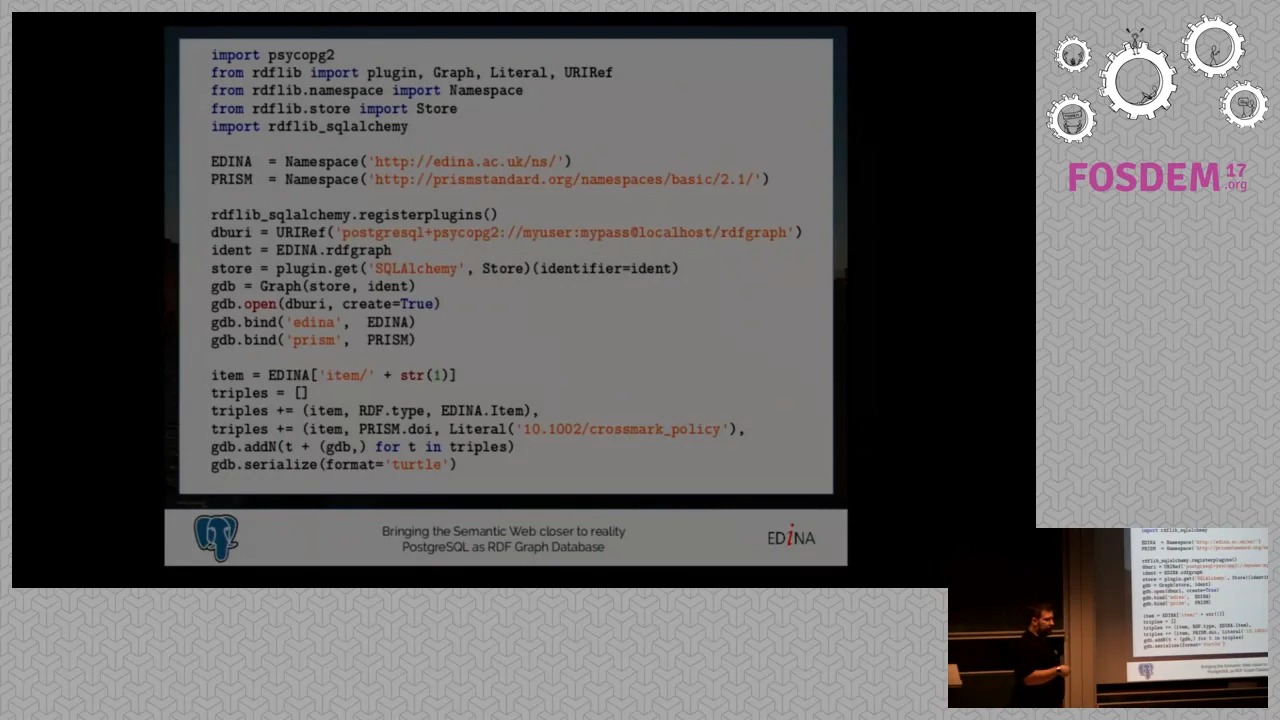 import psycopg2
from rdflib import plugin, Graph, Literal, URIRef
from rdflib.namespace import Namespace
from rdflib.store import Store
import rdflib_sqlalchemy
EDINA  = Namespace('http://edina.ac.uk/ns/')
PRISM  = Namespace('http://prismstandard.org/namespaces/basic/2.1/')
rdflib_sqlalchemy.registerplugins()
dburi = URIRef('postgresql+psycopg2://myuser:mypass@localhost/rdfgraph')
ident = EDINA.rdfgraph
store = plugin.get('SQLAlchemy', Store)(identifier=ident)
gdb = Graph(store, ident)
gdb.open(dburi, create=True)
gdb.bind('edina',  EDINA)
gdb.bind('prism',  PRISM)
item = EDINA['item/' + str(1)]
triples = []
triples += (item, RDF.type, EDINA.Item),
triples += (item, PRISM.doi, Literal('10.1002/crossmark_policy'),
gdb.addN(t + (gdb,) for t in triples)
gdb.serialize(format='turtle')
Bringing the Semantic Web closer to reality
PostgreSQL as RDF Graph Database
EDINA
FOSDEM 17
.org